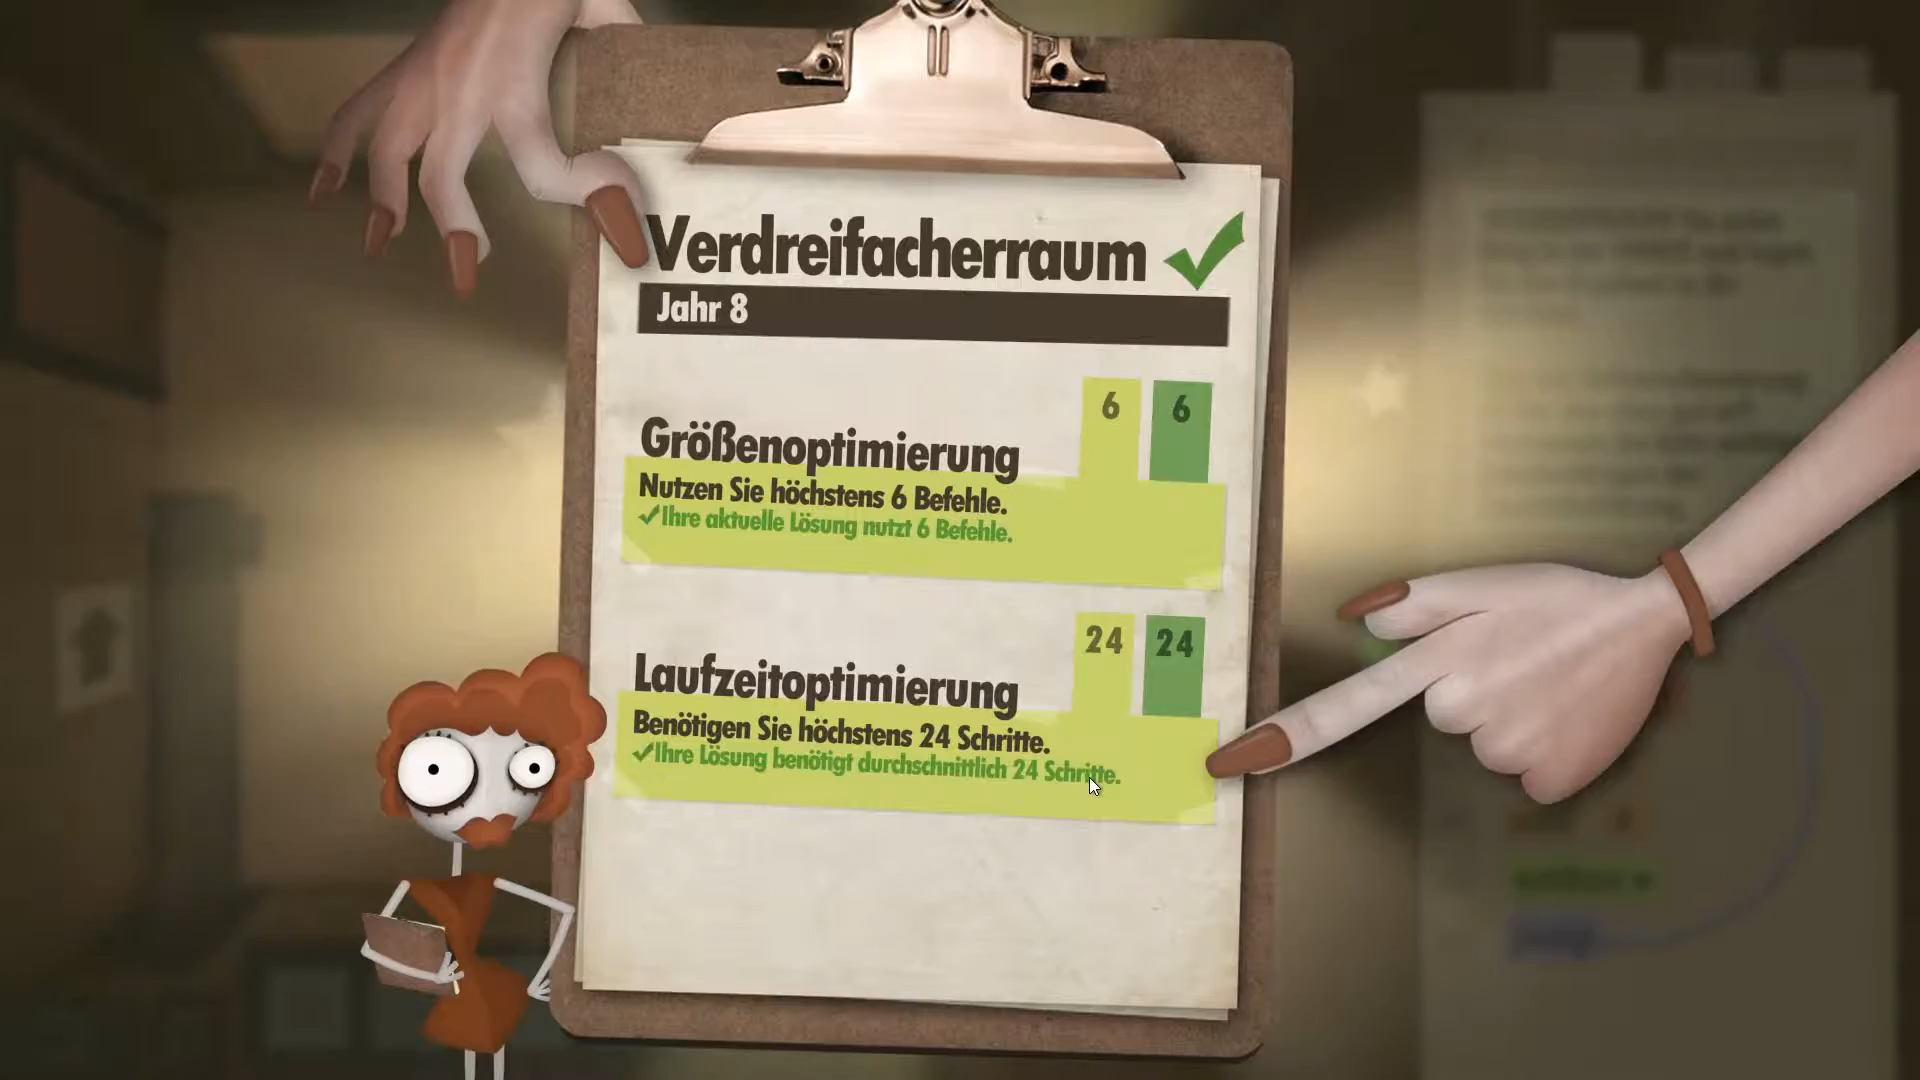 Verdreifacherraum
Jahr 8
6 6
Größenoptimierung
Nutzen Sie höchstens 6 Befehle.
✓Ihre aktuelle Lösung nutzt 6 Befehle.
24 24
Laufzeitoptimierung
Benötigen Sie höchstens 24 Schritte.
✓Ihre Lösung benötigt durchschnittlich 24 Schritte.